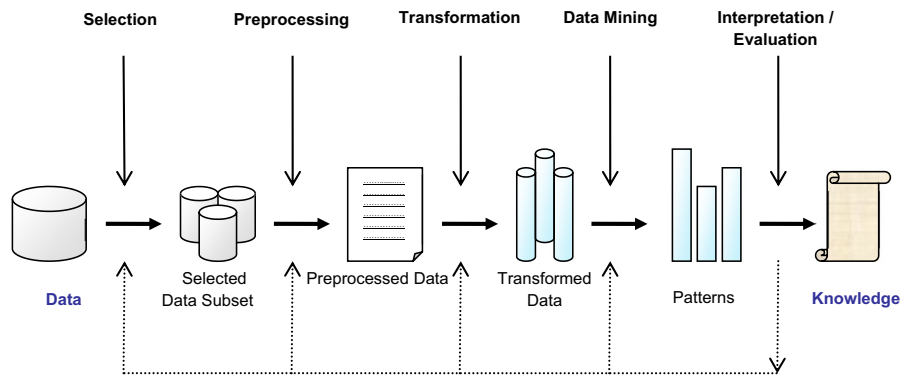 Selection
Preprocessing
Transformation
Data Mining
Interpretation /
Evaluation
Data
Selected
Data Subset
Preprocessed Data
Transformed
Data
Patterns
Knowledge